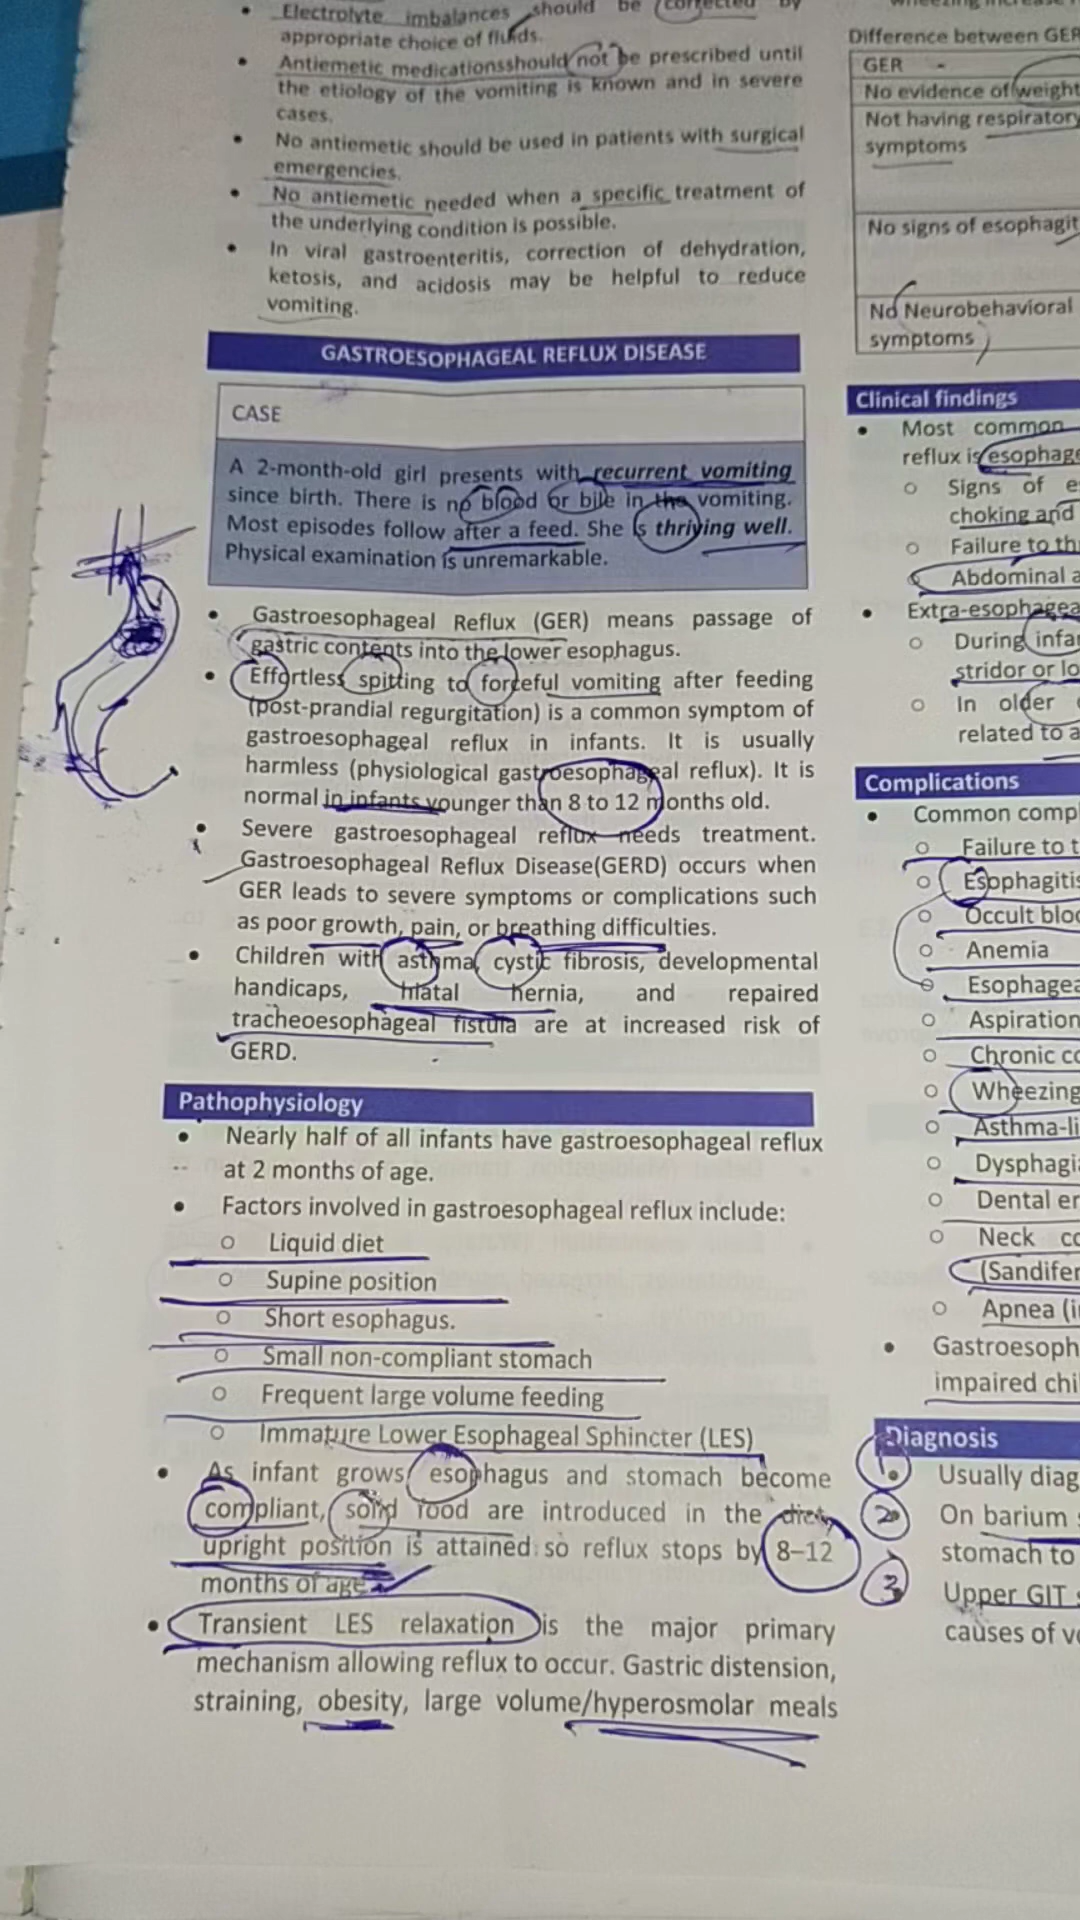 • Electrolyte imbalances should be corrected by
appropriate choice of fluids.
• Antiemetic medicationsshould not be prescribed until
the etiology of the vomiting is known and in severe
cases.
• No antiemetic should be used in patients with surgical
emergencies.
• No antiemetic needed when a specific treatment of
the underlying condition is possible.
• In viral gastroenteritis, correction of dehydration,
ketosis, and acidosis may be helpful to reduce
vomiting.
GASTROESOPHAGEAL REFLUX DISEASE
CASE
A 2-month-old girl presents with recurrent vomiting
since birth. There is no blood or bile in the vomiting.
Most episodes follow after a feed. She is thriving well.
Physical examination is unremarkable.
• Gastroesophageal Reflux (GER) means passage of
gastric contents into the lower esophagus.
• Effortless spitting to forceful vomiting after feeding
(post-prandial regurgitation) is a common symptom of
gastroesophageal reflux in infants. It is usually
harmless (physiological gastroesophageal reflux). It is
normal in infants younger than 8 to 12 months old.
• Severe gastroesophageal reflux needs treatment.
Gastroesophageal Reflux Disease(GERD) occurs when
GER leads to severe symptoms or complications such
as poor growth, pain, or breathing difficulties.
• Children with asthma, cystic fibrosis, developmental
handicaps, hiatal hernia, and repaired
tracheoesophageal fistula are at increased risk of
GERD.
Pathophysiology
• Nearly half of all infants have gastroesophageal reflux
at 2 months of age.
• Factors involved in gastroesophageal reflux include:
○ Liquid diet
○ Supine position
○ Short esophagus.
○ Small non-compliant stomach
○ Frequent large volume feeding
○ Immature Lower Esophageal Sphincter (LES)
• As infant grows, esophagus and stomach become
compliant, solid food are introduced in the diet,
upright position is attained so reflux stops by 8–12
months of age.
• Transient LES relaxation is the major primary
mechanism allowing reflux to occur. Gastric distension,
straining, obesity, large volume/hyperosmolar meals
Difference between GER
GER
No evidence of weight
Not having respiratory
symptoms
No signs of
No Neurobehavioral
symptoms
Clinical findings
• Most common
reflux is
○ Signs of
choking and
○ Failure to
Abdominal
•
○ During
stridor or
○ In older
related to
Complications
• Common
○ Failure to
○ Esophagitis
○ Occult
○ Anemia
○
○ Aspiration
○ Chronic
○ Wheezing
○
○
○ Dental
○ Neck
(Sandifer
○ Apnea
•
impaired
Diagnosis
1. Usually
2. On barium
stomach to
3. Upper GIT
causes of